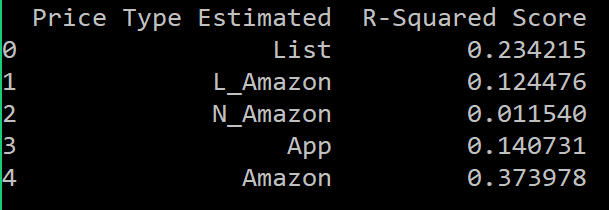 Price Type Estimated R-Squared Score
0 List 0.234215
1 L_Amazon 0.124476
2 N_Amazon 0.011540
3 App 0.140731
4 Amazon 0.373978